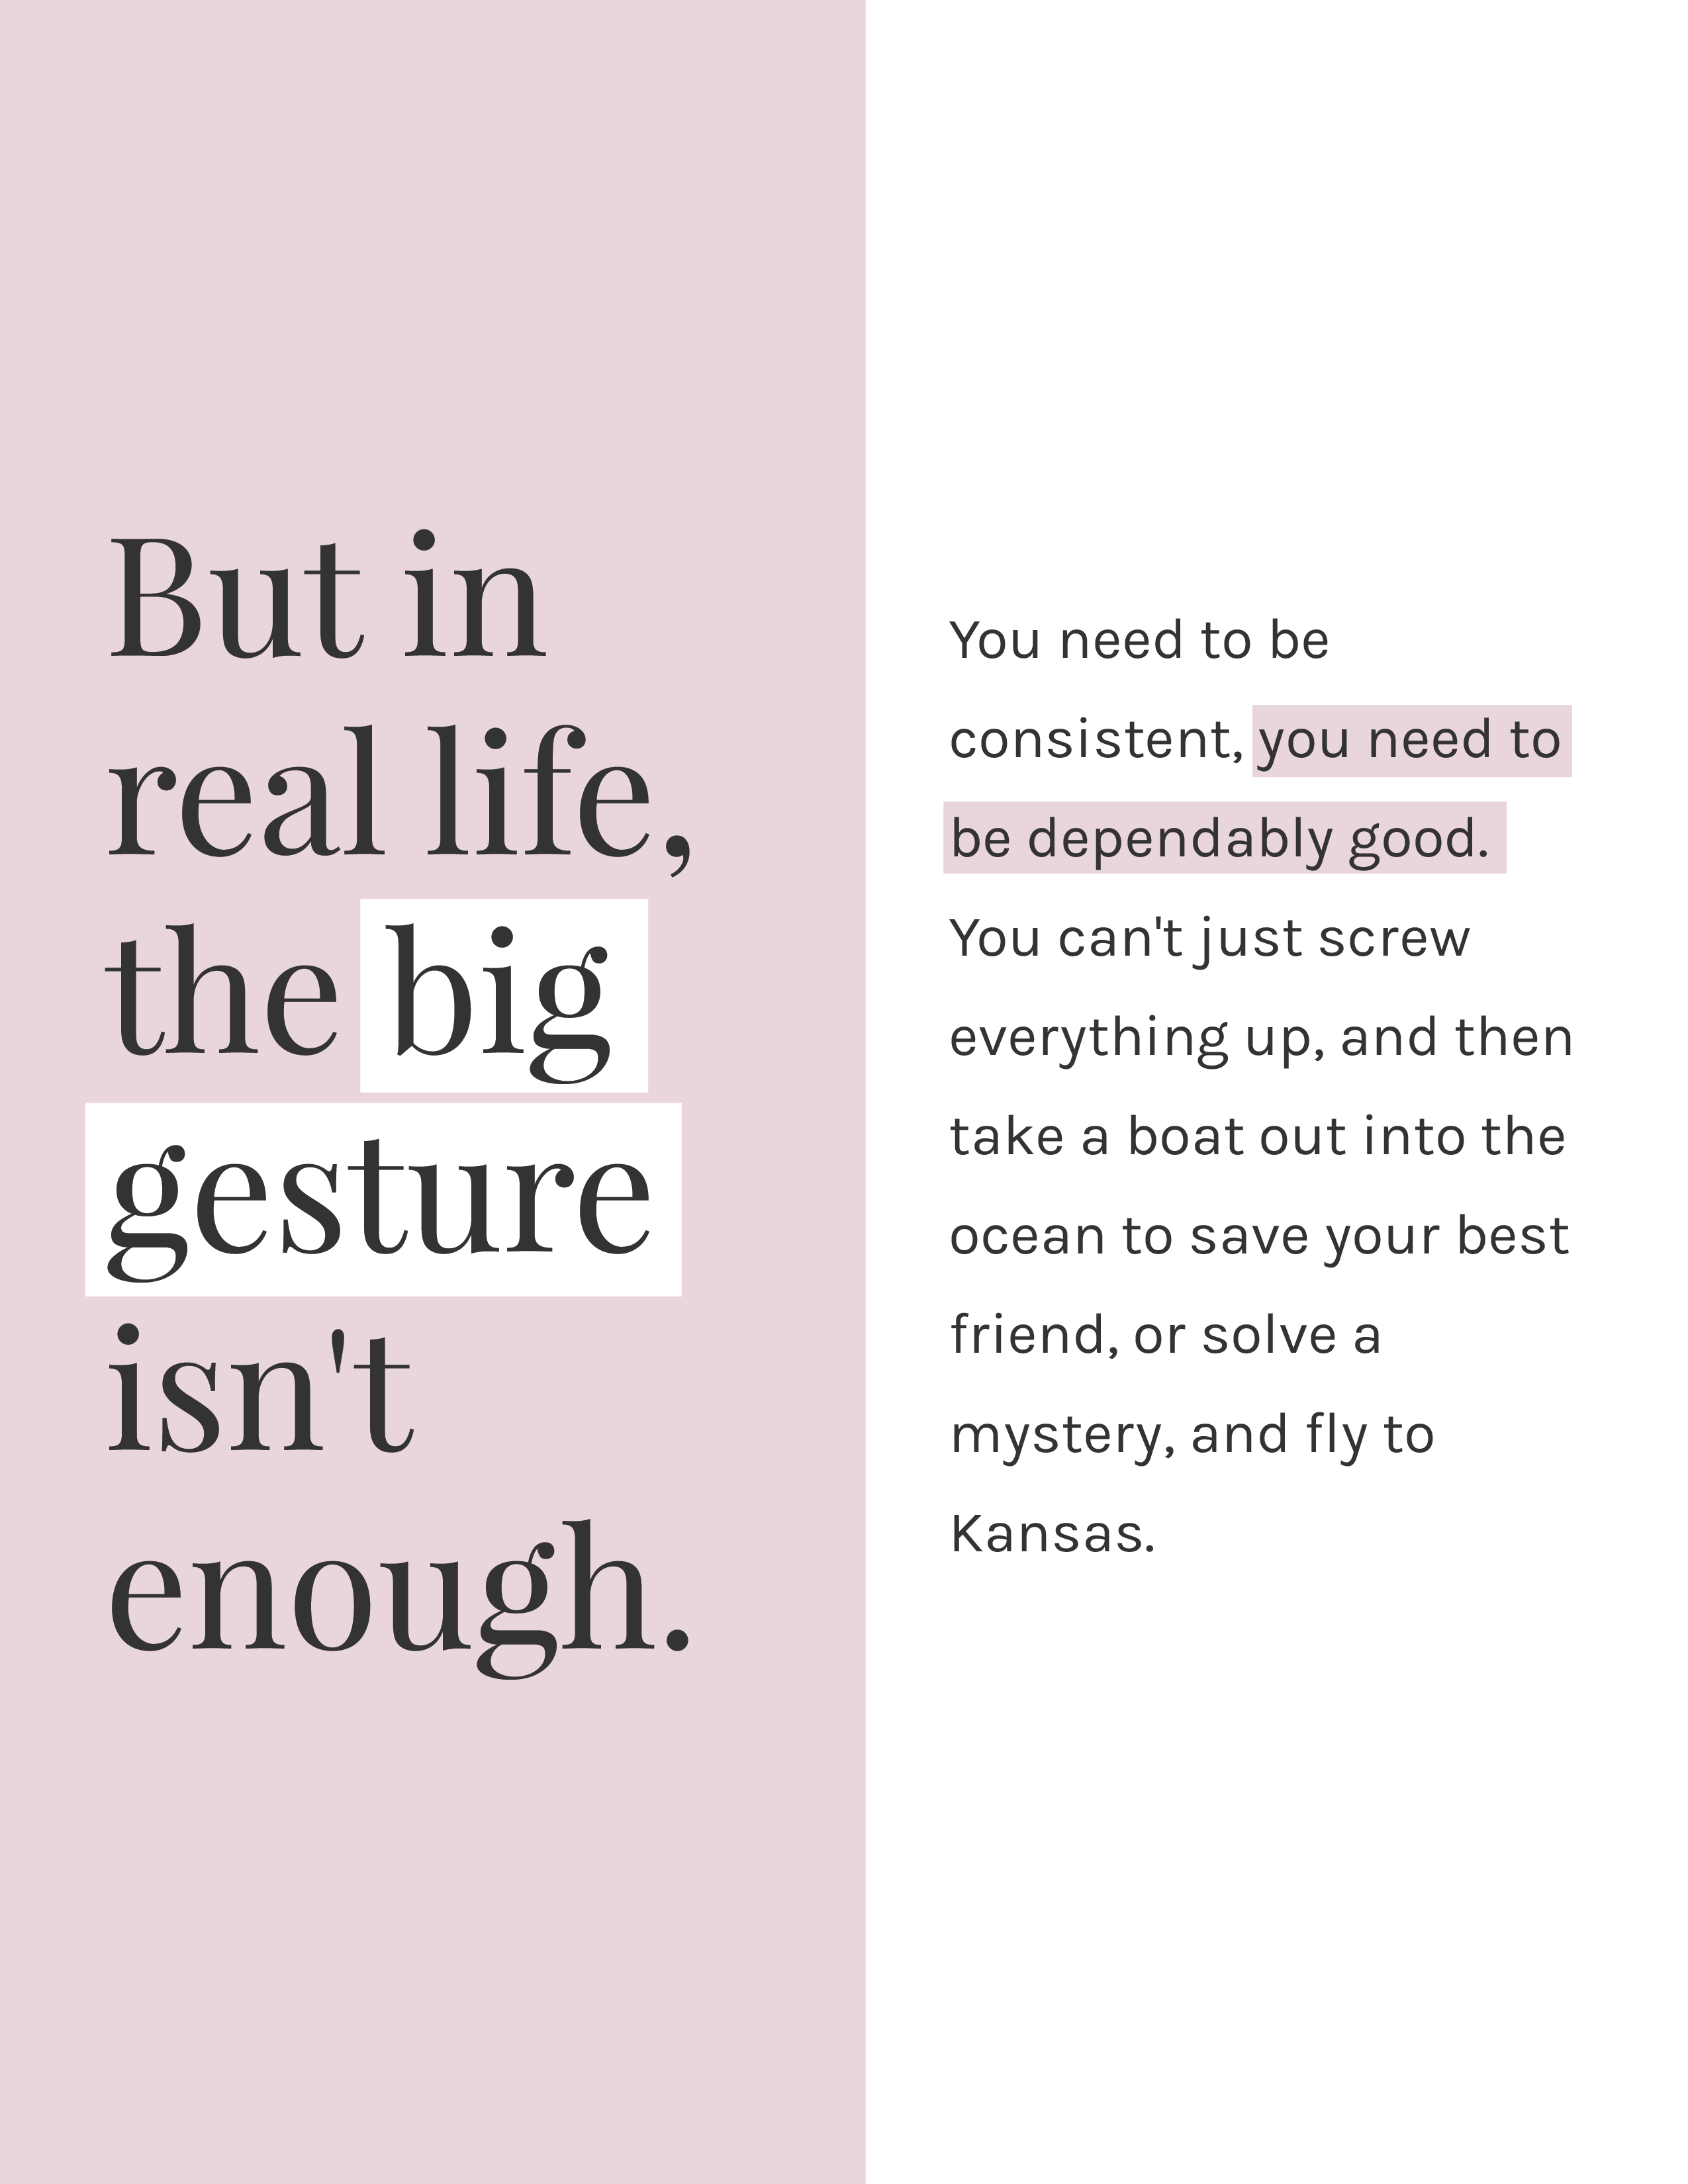 But in
real life,
the big
gesture
isn't
enough.
You need to be
consistent, you need to
be dependably good.
You can't just screw
everything up, and then
take a boat out into the
ocean to save your best
friend, or solve a
mystery, and fly to
Kansas.